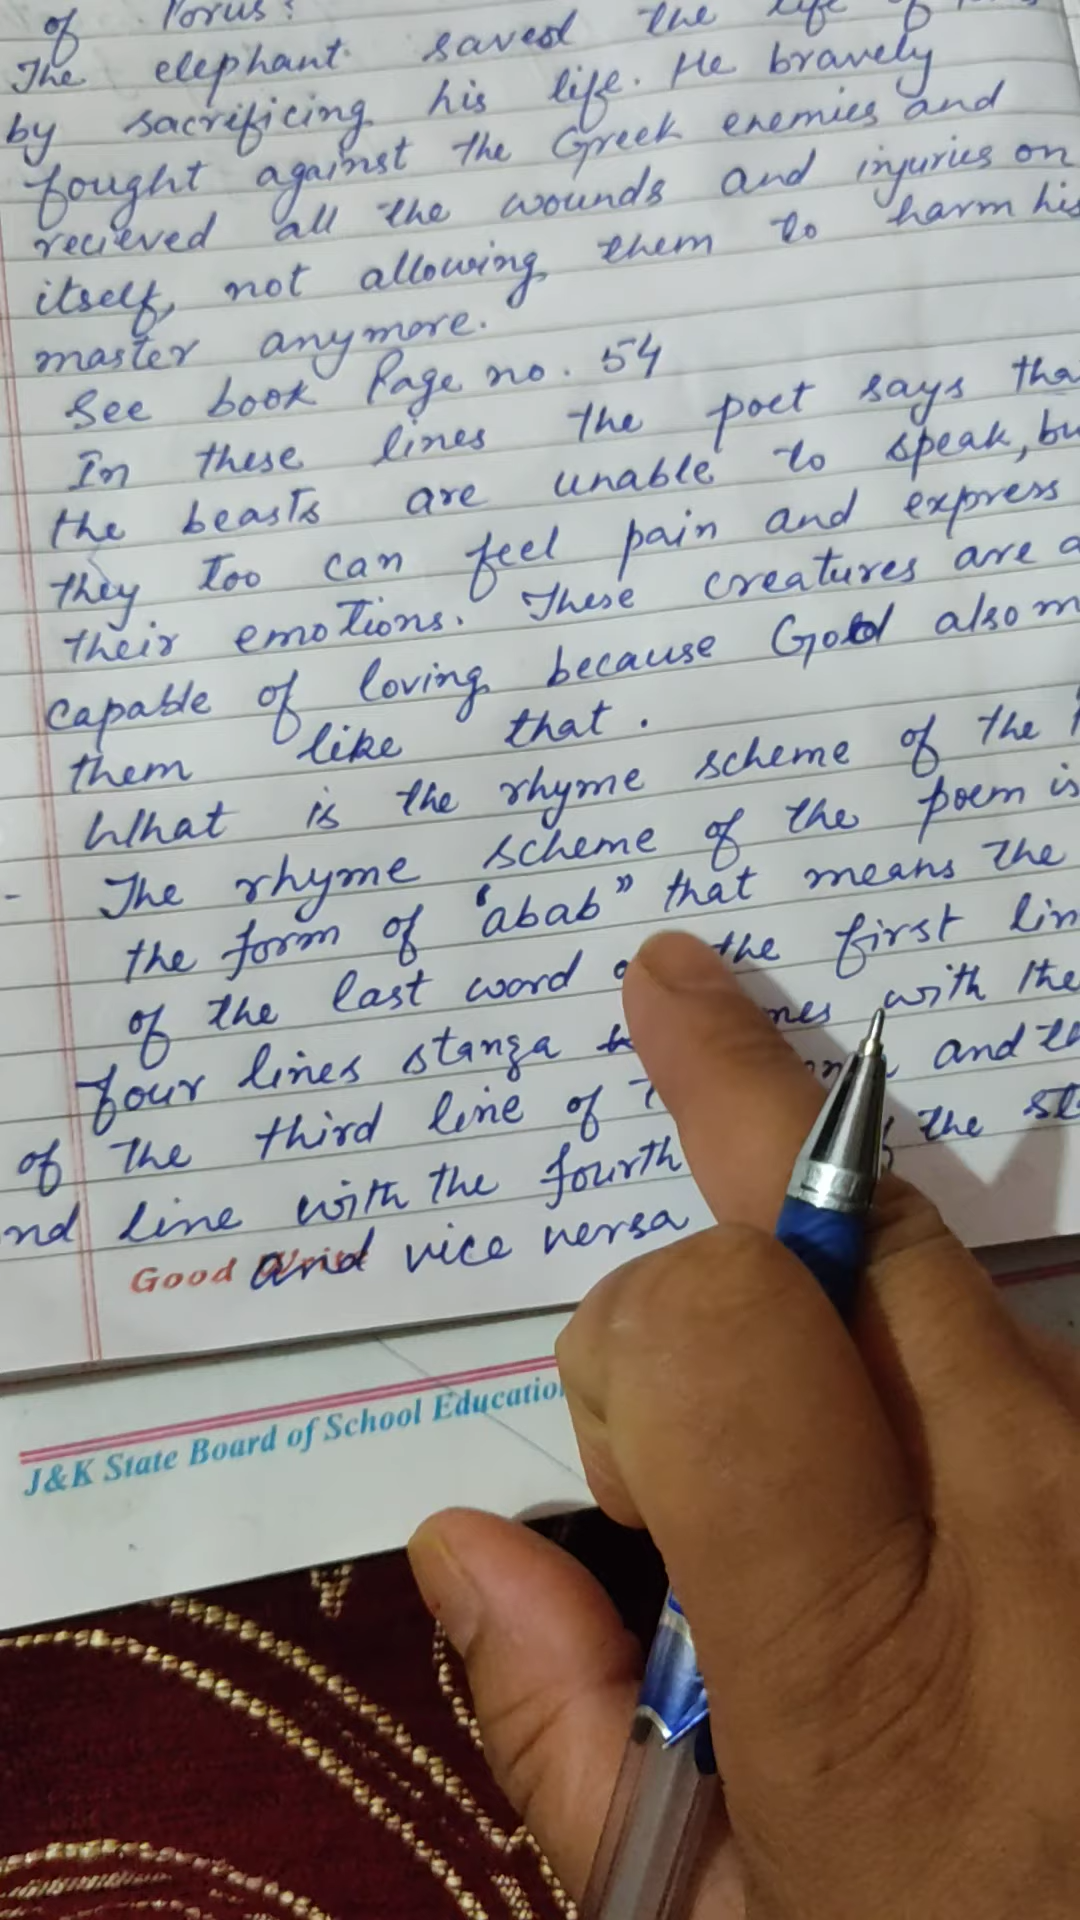 of Porus?
The elephant saved the life of
by sacrificing his life. He bravely
fought against the Greek enemies and
recieved all the wounds and injuries on
itself, not allowing them to harm his
master anymore.
See book Page no. 54
In these lines the poet says tha
the beasts are unable to speak, bu
they too can feel pain and express
their emotions. These creatures are a
capable of loving because God also m
them like that.
What is the rhyme scheme of the
- The rhyme scheme of the poem is
the form of "abab" that means the
of the last word the first lin
four lines stanza mes with the
of the third line of and th
nd line with the fourth the st
Good and vice versa
J&K State Board of School Educatio